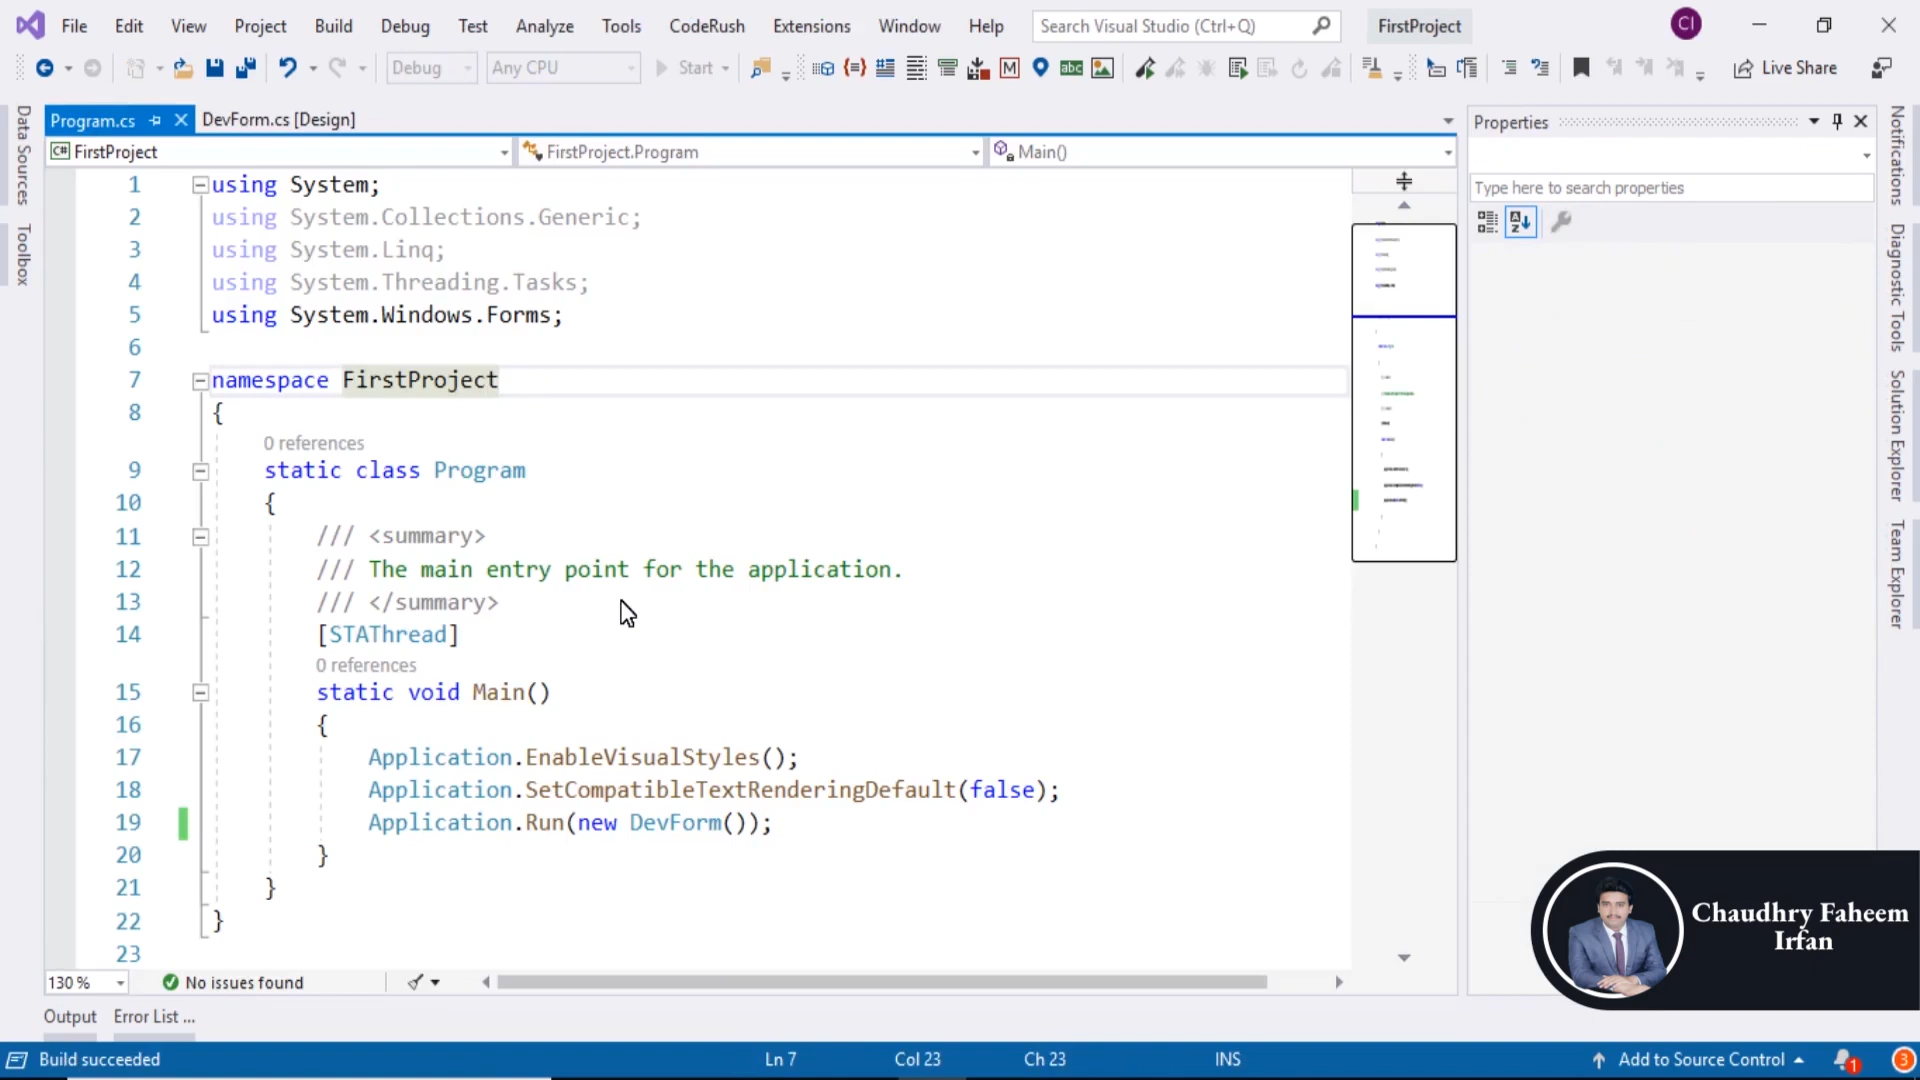 File Edit View Project Build Debug Test Analyze Tools CodeRush Extensions Window Help Search Visual Studio (Ctrl+Q) FirstProject CI
Debug Any CPU Start abc Live Share
Program.cs DevForm.cs [Design]
C# FirstProject FirstProject.Program Main()
Properties
Type here to search properties
Data Sources
Toolbox
1 using System;
2 using System.Collections.Generic;
3 using System.Linq;
4 using System.Threading.Tasks;
5 using System.Windows.Forms;
6
7 namespace FirstProject
8 {
0 references
9 static class Program
10 {
11 /// <summary>
12 /// The main entry point for the application.
13 /// </summary>
14 [STAThread]
0 references
15 static void Main()
16 {
17 Application.EnableVisualStyles();
18 Application.SetCompatibleTextRenderingDefault(false);
19 Application.Run(new DevForm());
20 }
21 }
22 }
23
130 % No issues found
Output Error List ...
Notifications
Diagnostic Tools
Solution Explorer
Team Explorer
Chaudhry Faheem
Irfan
Build succeeded Ln 7 Col 23 Ch 23 INS Add to Source Control 1 3